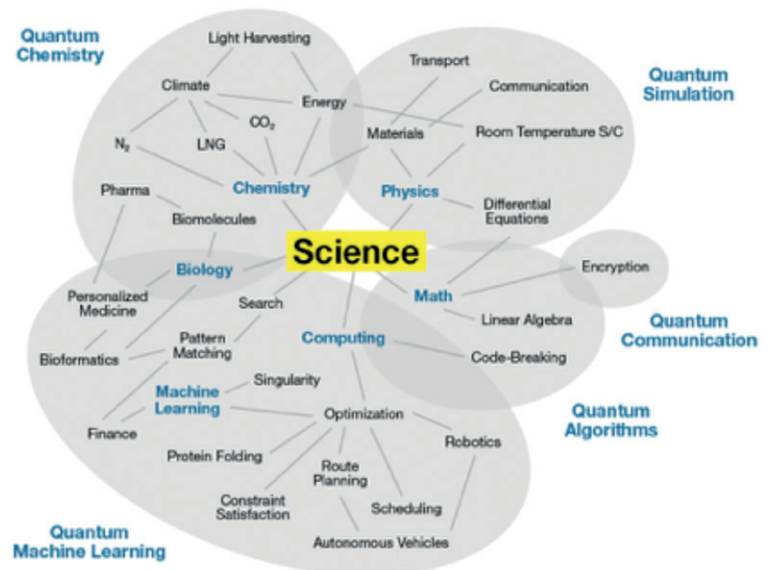 Quantum
Chemistry
Light Harvesting
Climate
Energy
CO₂
N₂
LNG
Chemistry
Pharma
Biomolecules
Biology
Transport
Communication
Materials
Room Temperature S/C
Physics
Differential
Equations
Quantum
Simulation
Science
Encryption
Math
Linear Algebra
Code-Breaking
Quantum
Communication
Quantum
Algorithms
Personalized
Medicine
Search
Computing
Bioformatics
Pattern
Matching
Singularity
Machine
Learning
Finance
Optimization
Protein Folding
Route
Planning
Robotics
Constraint
Satisfaction
Scheduling
Autonomous Vehicles
Quantum
Machine Learning